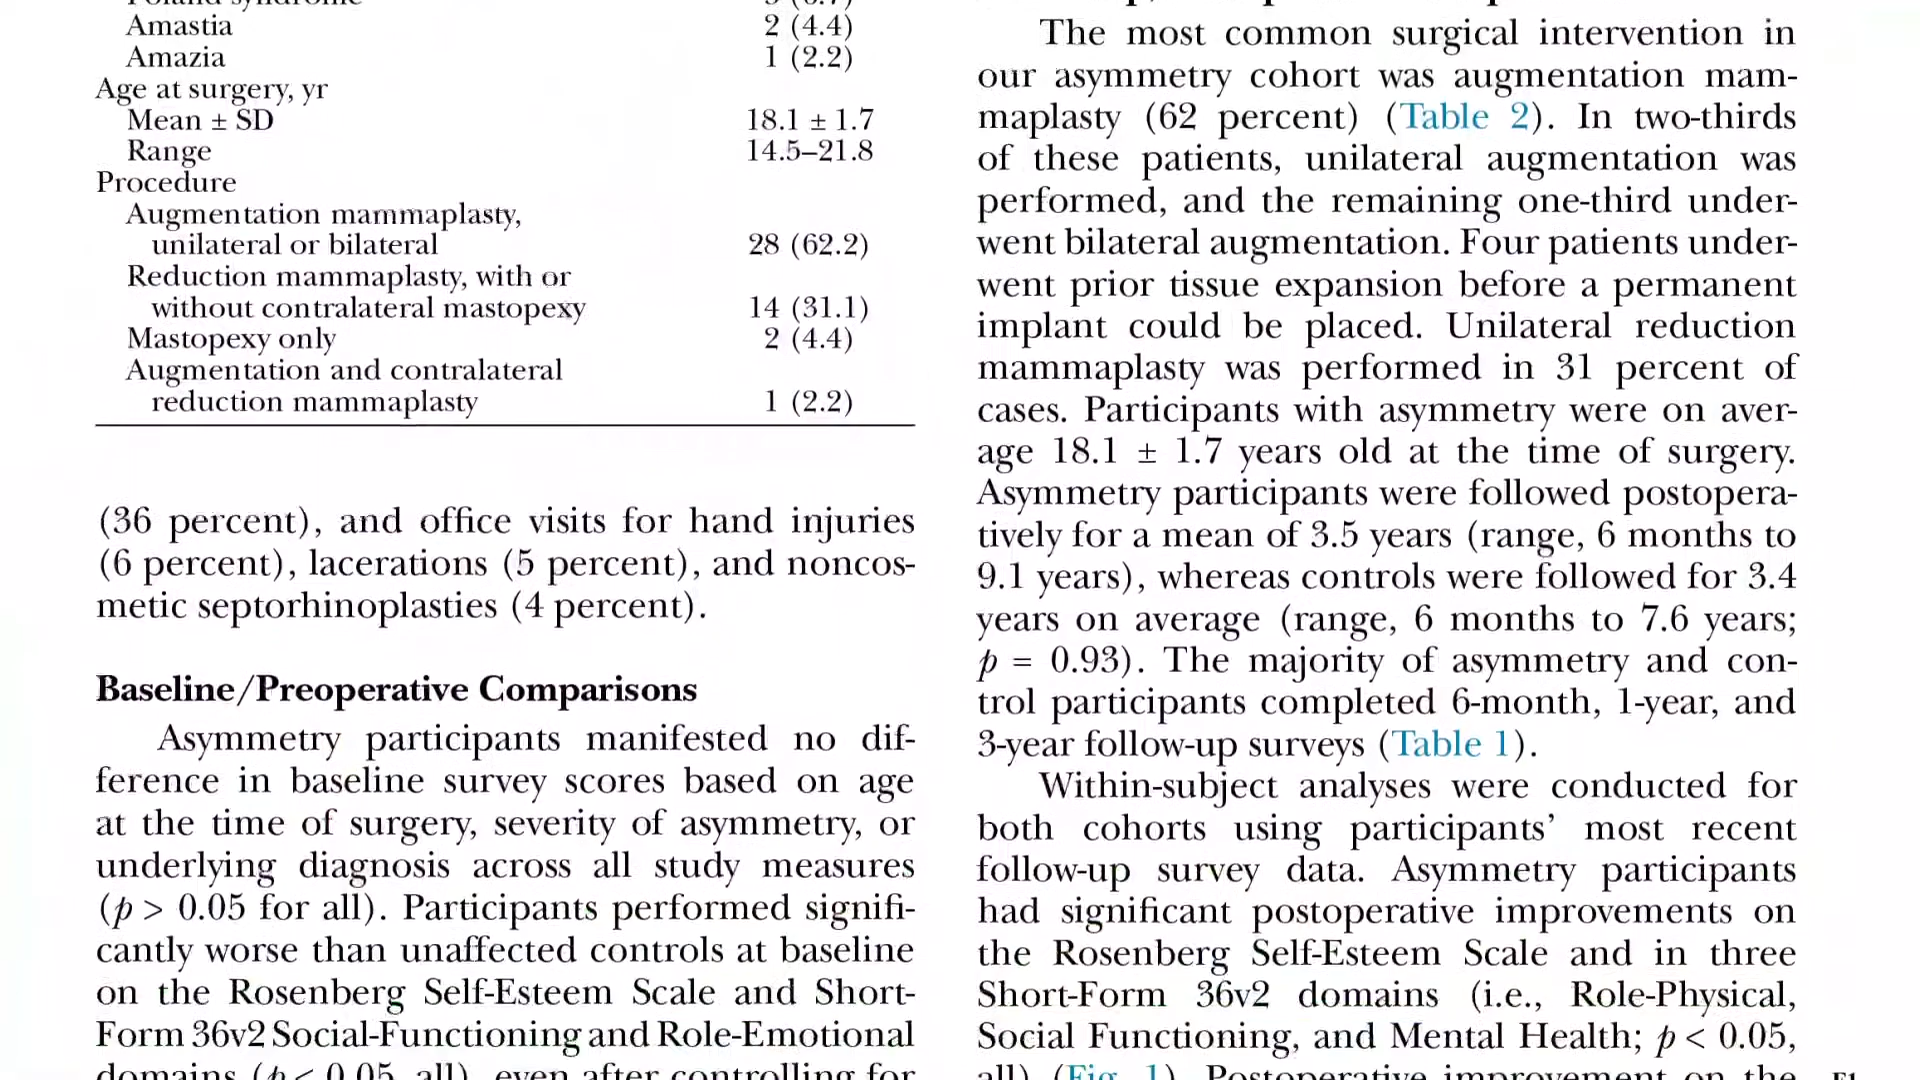 Amastia 2 (4.4)
Amazia 1 (2.2)
Age at surgery, yr
Mean ± SD 18.1 ± 1.7
Range 14.5–21.8
Procedure
Augmentation mammaplasty,
unilateral or bilateral 28 (62.2)
Reduction mammaplasty, with or
without contralateral mastopexy 14 (31.1)
Mastopexy only 2 (4.4)
Augmentation and contralateral
reduction mammaplasty 1 (2.2)
(36 percent), and office visits for hand injuries
(6 percent), lacerations (5 percent), and noncos-
metic septorhinoplasties (4 percent).
Baseline/Preoperative Comparisons
Asymmetry participants manifested no dif-
ference in baseline survey scores based on age
at the time of surgery, severity of asymmetry, or
underlying diagnosis across all study measures
(p > 0.05 for all). Participants performed signifi-
cantly worse than unaffected controls at baseline
on the Rosenberg Self-Esteem Scale and Short-
Form 36v2 Social-Functioning and Role-Emotional
domains (p < 0.05, all), even after controlling for
The most common surgical intervention in
our asymmetry cohort was augmentation mam-
maplasty (62 percent) (Table 2). In two-thirds
of these patients, unilateral augmentation was
performed, and the remaining one-third under-
went bilateral augmentation. Four patients under-
went prior tissue expansion before a permanent
implant could be placed. Unilateral reduction
mammaplasty was performed in 31 percent of
cases. Participants with asymmetry were on aver-
age 18.1 ± 1.7 years old at the time of surgery.
Asymmetry participants were followed postopera-
tively for a mean of 3.5 years (range, 6 months to
9.1 years), whereas controls were followed for 3.4
years on average (range, 6 months to 7.6 years;
p = 0.93). The majority of asymmetry and con-
trol participants completed 6-month, 1-year, and
3-year follow-up surveys (Table 1).
Within-subject analyses were conducted for
both cohorts using participants’ most recent
follow-up survey data. Asymmetry participants
had significant postoperative improvements on
the Rosenberg Self-Esteem Scale and in three
Short-Form 36v2 domains (i.e., Role-Physical,
Social Functioning, and Mental Health; p < 0.05,
all) (Fig. 1). Postoperative improvement on the